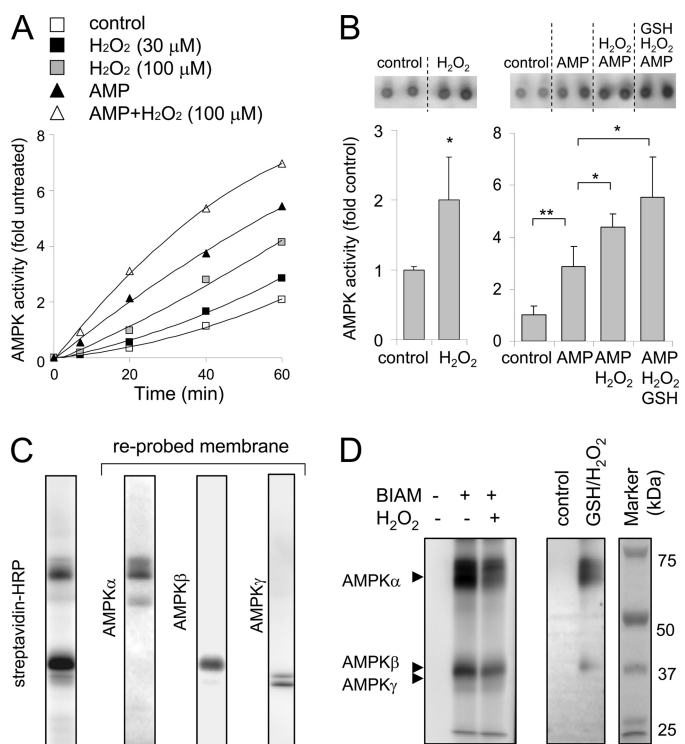 A
control
H₂O₂ (30 μM)
H₂O₂ (100 μM)
AMP
AMP+H₂O₂ (100 μM)
AMPK activity (fold untreated)
8
6
4
2
0
0 20 40 60
Time (min)
B
control H₂O₂
control AMP H₂O₂ AMP GSH H₂O₂ AMP
AMPK activity (fold control)
3
2
1
0
*
control H₂O₂
8
6
4
2
0
**
*
*
control AMP AMP AMP
H₂O₂ H₂O₂
GSH
C
re-probed membrane
streptavidin-HRP
AMPKα
AMPKβ
AMPKγ
D
BIAM - + +
H₂O₂ - - +
control
GSH/H₂O₂
Marker
(kDa)
AMPKα
AMPKβ
AMPKγ
75
50
37
25